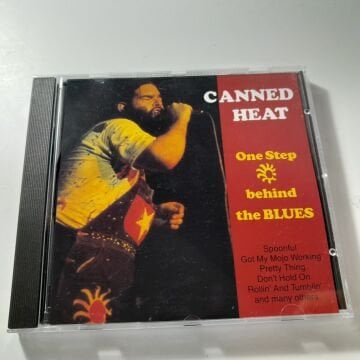 CANNED
HEAT
One Step
behind
the BLUES
Spoonful
Got My Mojo Working
Pretty Thing
Don't Hold On
Rollin' And Tumblin'
and many others